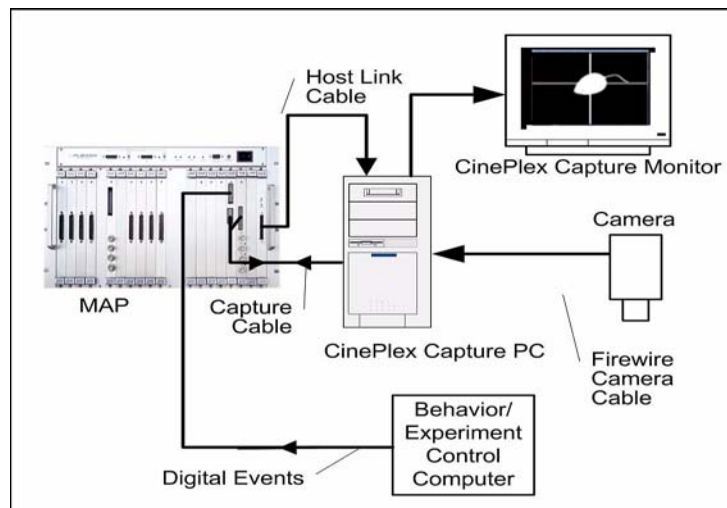 Host Link
Cable
CinePlex Capture Monitor
Camera
MAP
Capture
Cable
CinePlex Capture PC
Firewire
Camera
Cable
Behavior/
Experiment
Control
Computer
Digital Events